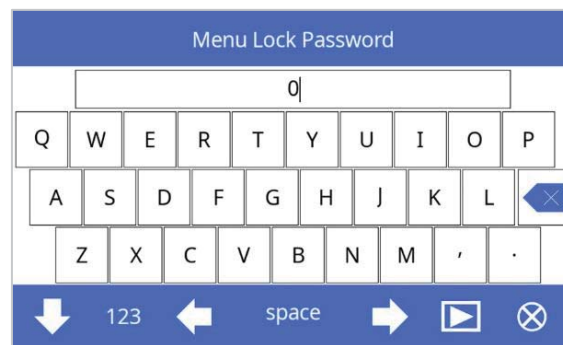 Menu Lock Password
0
Q W E R T Y U I O P
A S D F G H J K L
Z X C V B N M , .
123 space